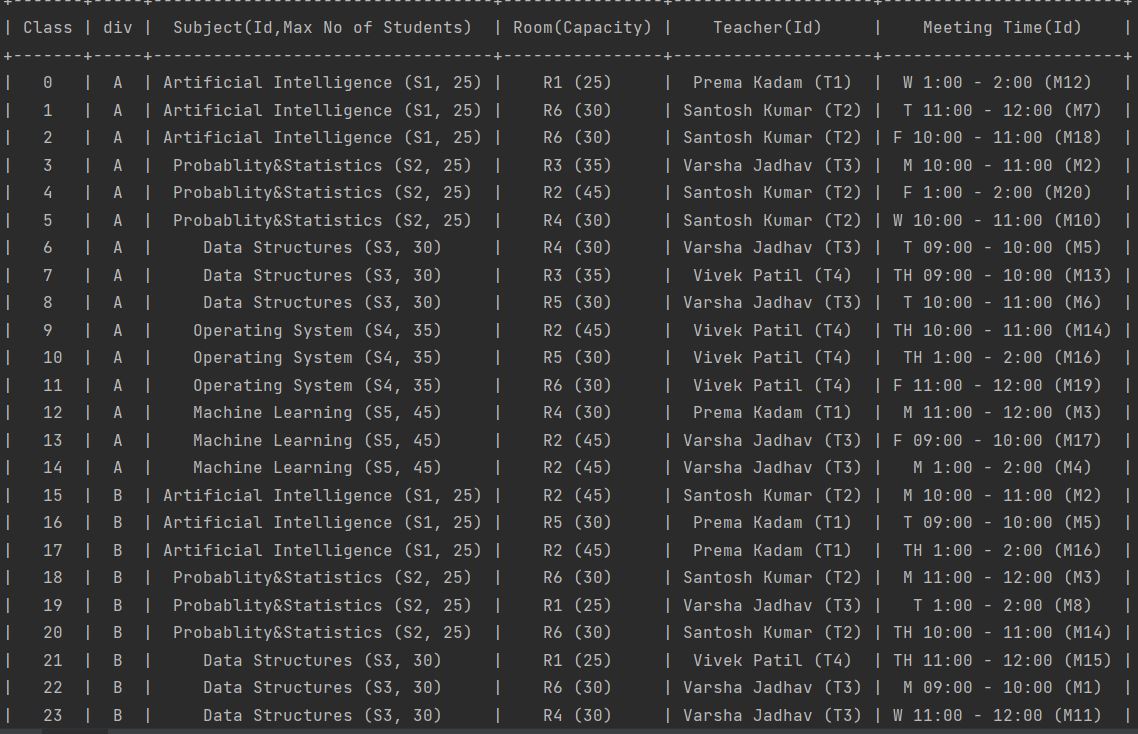 | Class | div | Subject(Id,Max No of Students) | Room(Capacity) | Teacher(Id) | Meeting Time(Id) |
| 0 | A | Artificial Intelligence (S1, 25) | R1 (25) | Prema Kadam (T1) | W 1:00 - 2:00 (M12) |
| 1 | A | Artificial Intelligence (S1, 25) | R6 (30) | Santosh Kumar (T2) | T 11:00 - 12:00 (M7) |
| 2 | A | Artificial Intelligence (S1, 25) | R6 (30) | Santosh Kumar (T2) | F 10:00 - 11:00 (M18) |
| 3 | A | Probablity&Statistics (S2, 25) | R3 (35) | Varsha Jadhav (T3) | M 10:00 - 11:00 (M2) |
| 4 | A | Probablity&Statistics (S2, 25) | R2 (45) | Santosh Kumar (T2) | F 1:00 - 2:00 (M20) |
| 5 | A | Probablity&Statistics (S2, 25) | R4 (30) | Santosh Kumar (T2) | W 10:00 - 11:00 (M10) |
| 6 | A | Data Structures (S3, 30) | R4 (30) | Varsha Jadhav (T3) | T 09:00 - 10:00 (M5) |
| 7 | A | Data Structures (S3, 30) | R3 (35) | Vivek Patil (T4) | TH 09:00 - 10:00 (M13) |
| 8 | A | Data Structures (S3, 30) | R5 (30) | Varsha Jadhav (T3) | T 10:00 - 11:00 (M6) |
| 9 | A | Operating System (S4, 35) | R2 (45) | Vivek Patil (T4) | TH 10:00 - 11:00 (M14) |
| 10 | A | Operating System (S4, 35) | R5 (30) | Vivek Patil (T4) | TH 1:00 - 2:00 (M16) |
| 11 | A | Operating System (S4, 35) | R6 (30) | Vivek Patil (T4) | F 11:00 - 12:00 (M19) |
| 12 | A | Machine Learning (S5, 45) | R4 (30) | Prema Kadam (T1) | M 11:00 - 12:00 (M3) |
| 13 | A | Machine Learning (S5, 45) | R2 (45) | Varsha Jadhav (T3) | F 09:00 - 10:00 (M17) |
| 14 | A | Machine Learning (S5, 45) | R2 (45) | Varsha Jadhav (T3) | M 1:00 - 2:00 (M4) |
| 15 | B | Artificial Intelligence (S1, 25) | R2 (45) | Santosh Kumar (T2) | M 10:00 - 11:00 (M2) |
| 16 | B | Artificial Intelligence (S1, 25) | R5 (30) | Prema Kadam (T1) | T 09:00 - 10:00 (M5) |
| 17 | B | Artificial Intelligence (S1, 25) | R2 (45) | Prema Kadam (T1) | TH 1:00 - 2:00 (M16) |
| 18 | B | Probablity&Statistics (S2, 25) | R6 (30) | Santosh Kumar (T2) | M 11:00 - 12:00 (M3) |
| 19 | B | Probablity&Statistics (S2, 25) | R1 (25) | Varsha Jadhav (T3) | T 1:00 - 2:00 (M8) |
| 20 | B | Probablity&Statistics (S2, 25) | R6 (30) | Santosh Kumar (T2) | TH 10:00 - 11:00 (M14) |
| 21 | B | Data Structures (S3, 30) | R1 (25) | Vivek Patil (T4) | TH 11:00 - 12:00 (M15) |
| 22 | B | Data Structures (S3, 30) | R6 (30) | Varsha Jadhav (T3) | M 09:00 - 10:00 (M1) |
| 23 | B | Data Structures (S3, 30) | R4 (30) | Varsha Jadhav (T3) | W 11:00 - 12:00 (M11) |